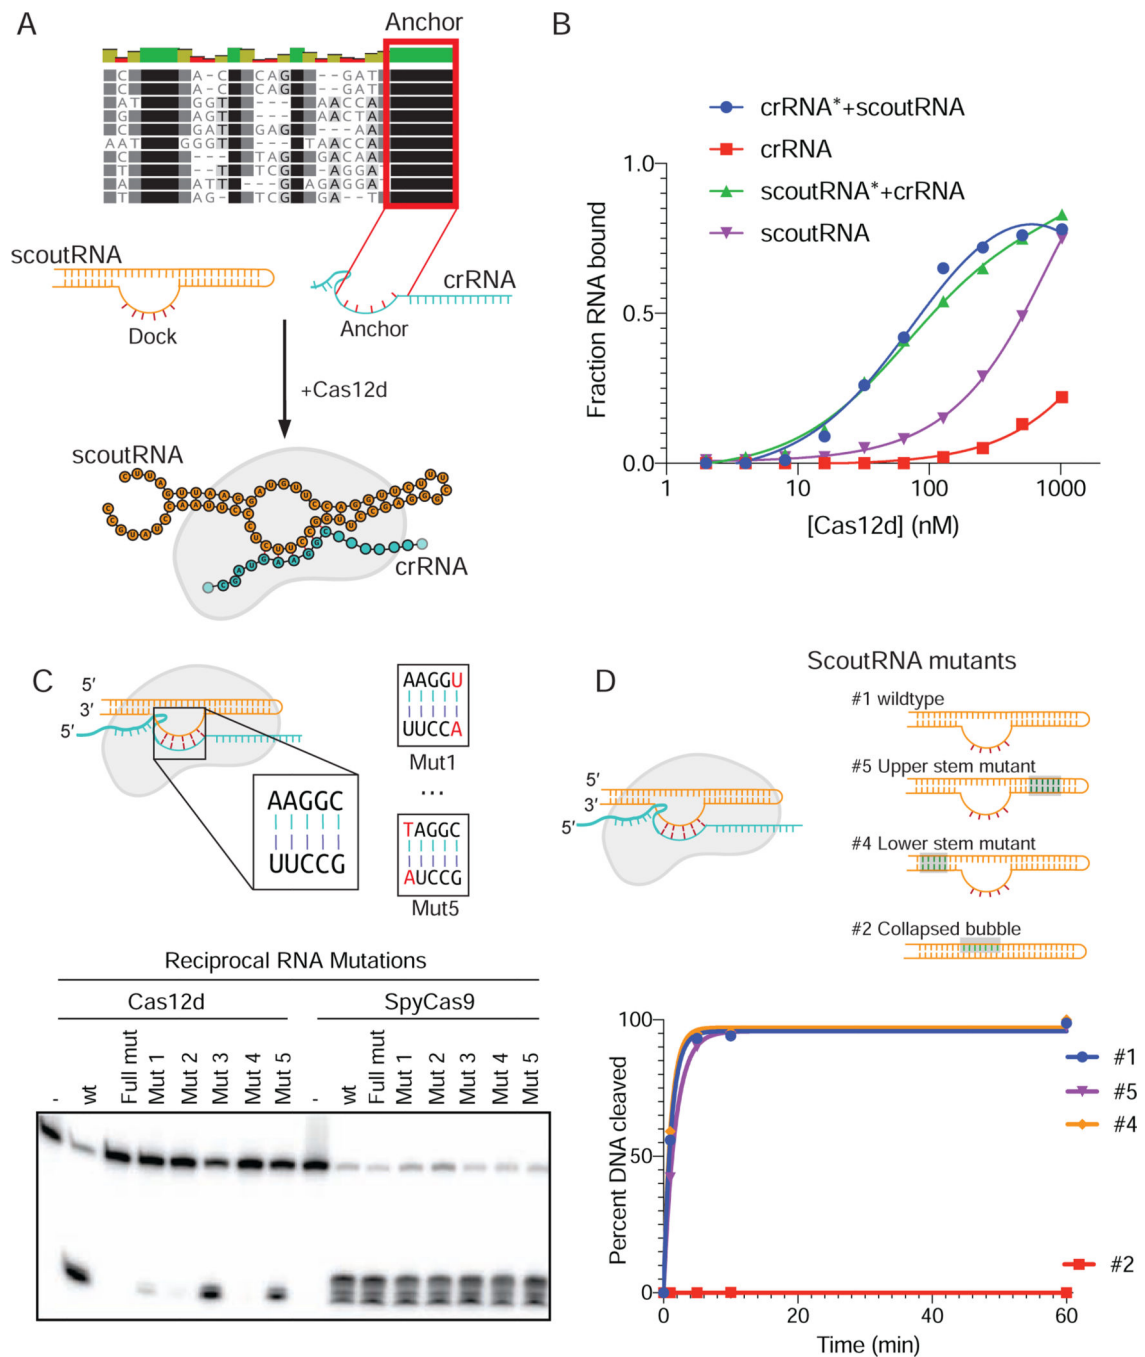 A
Anchor
C A - C C A G - - G A T
C A - C C A G - - G A T
A T G G T - - - - A A C C A
G G G T - - - - A A C T A
C G A T G A G - - - A A
A A T G G G T - - T A A C C A
C - - - - T A G G A C A A
T - - - T T C G A G G A
A A T T - - G A G A G G A
T A G - T C G G A - - T
scoutRNA
Dock
crRNA
Anchor
+Cas12d
scoutRNA
crRNA
B
crRNA*+scoutRNA
crRNA
scoutRNA*+crRNA
scoutRNA
1.0
0.5
0.0
Fraction RNA bound
1 10 100 1000
[Cas12d] (nM)
C
5′
3′
5′
AAGGC
UUCCG
AAGGU
UUCCA
Mut1
...
TAGGC
AUCCG
Mut5
Reciprocal RNA Mutations
Cas12d SpyCas9
- wt Full mut Mut 1 Mut 2 Mut 3 Mut 4 Mut 5 - wt Full mut Mut 1 Mut 2 Mut 3 Mut 4 Mut 5
D
ScoutRNA mutants
5′
3′
5′
#1 wildtype
#5 Upper stem mutant
#4 Lower stem mutant
#2 Collapsed bubble
100
50
0
Percent DNA cleaved
0 20 40 60
Time (min)
#1
#5
#4
#2